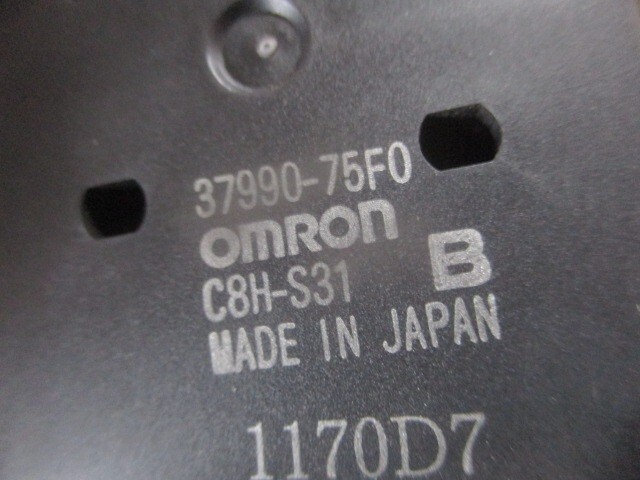 37990-75F0
omron
C8H-S31 B
MADE IN JAPAN
1170D7